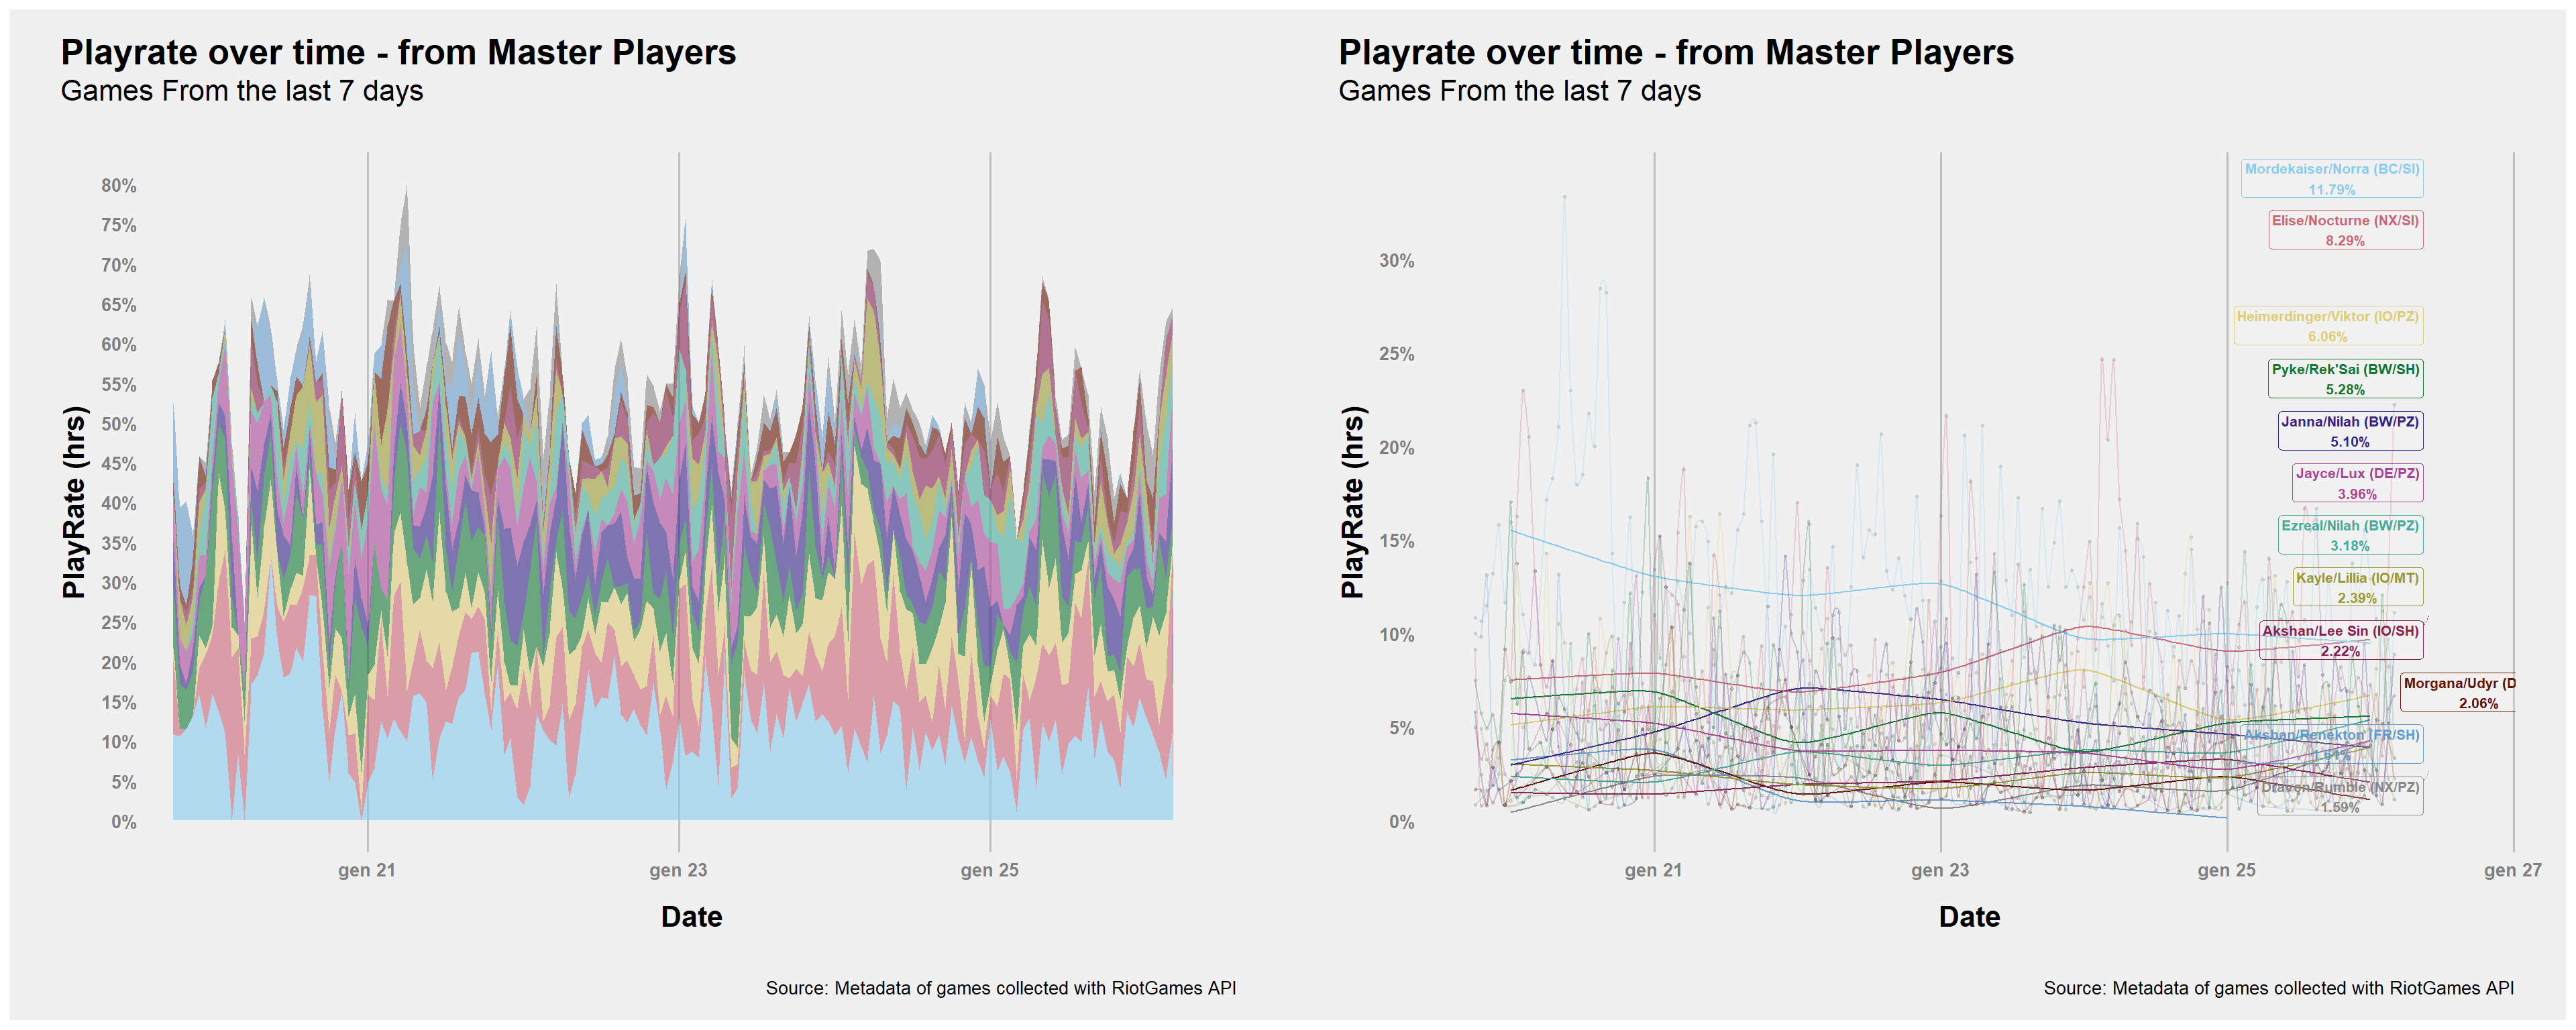 Playrate over time - from Master Players
Games From the last 7 days
PlayRate (hrs)
80%
75%
70%
65%
60%
55%
50%
45%
40%
35%
30%
25%
20%
15%
10%
5%
0%
gen 21
gen 23
gen 25
Date
Source: Metadata of games collected with RiotGames API
Playrate over time - from Master Players
Games From the last 7 days
PlayRate (hrs)
30%
25%
20%
15%
10%
5%
0%
Mordekaiser/Norra (BC/SI)
11.79%
Elise/Nocturne (NX/SI)
8.29%
Heimerdinger/Viktor (IO/PZ)
6.06%
Pyke/Rek'Sai (BW/SH)
5.28%
Janna/Nilah (BW/PZ)
5.10%
Jayce/Lux (DE/PZ)
3.96%
Ezreal/Nilah (BW/PZ)
3.18%
Kayle/Lillia (IO/MT)
2.39%
Akshan/Lee Sin (IO/SH)
2.22%
Morgana/Udyr (D
2.06%
Akshan/Renekton (FR/SH)
Draven/Rumble (NX/PZ)
1.59%
gen 21
gen 23
gen 25
gen 27
Date
Source: Metadata of games collected with RiotGames API